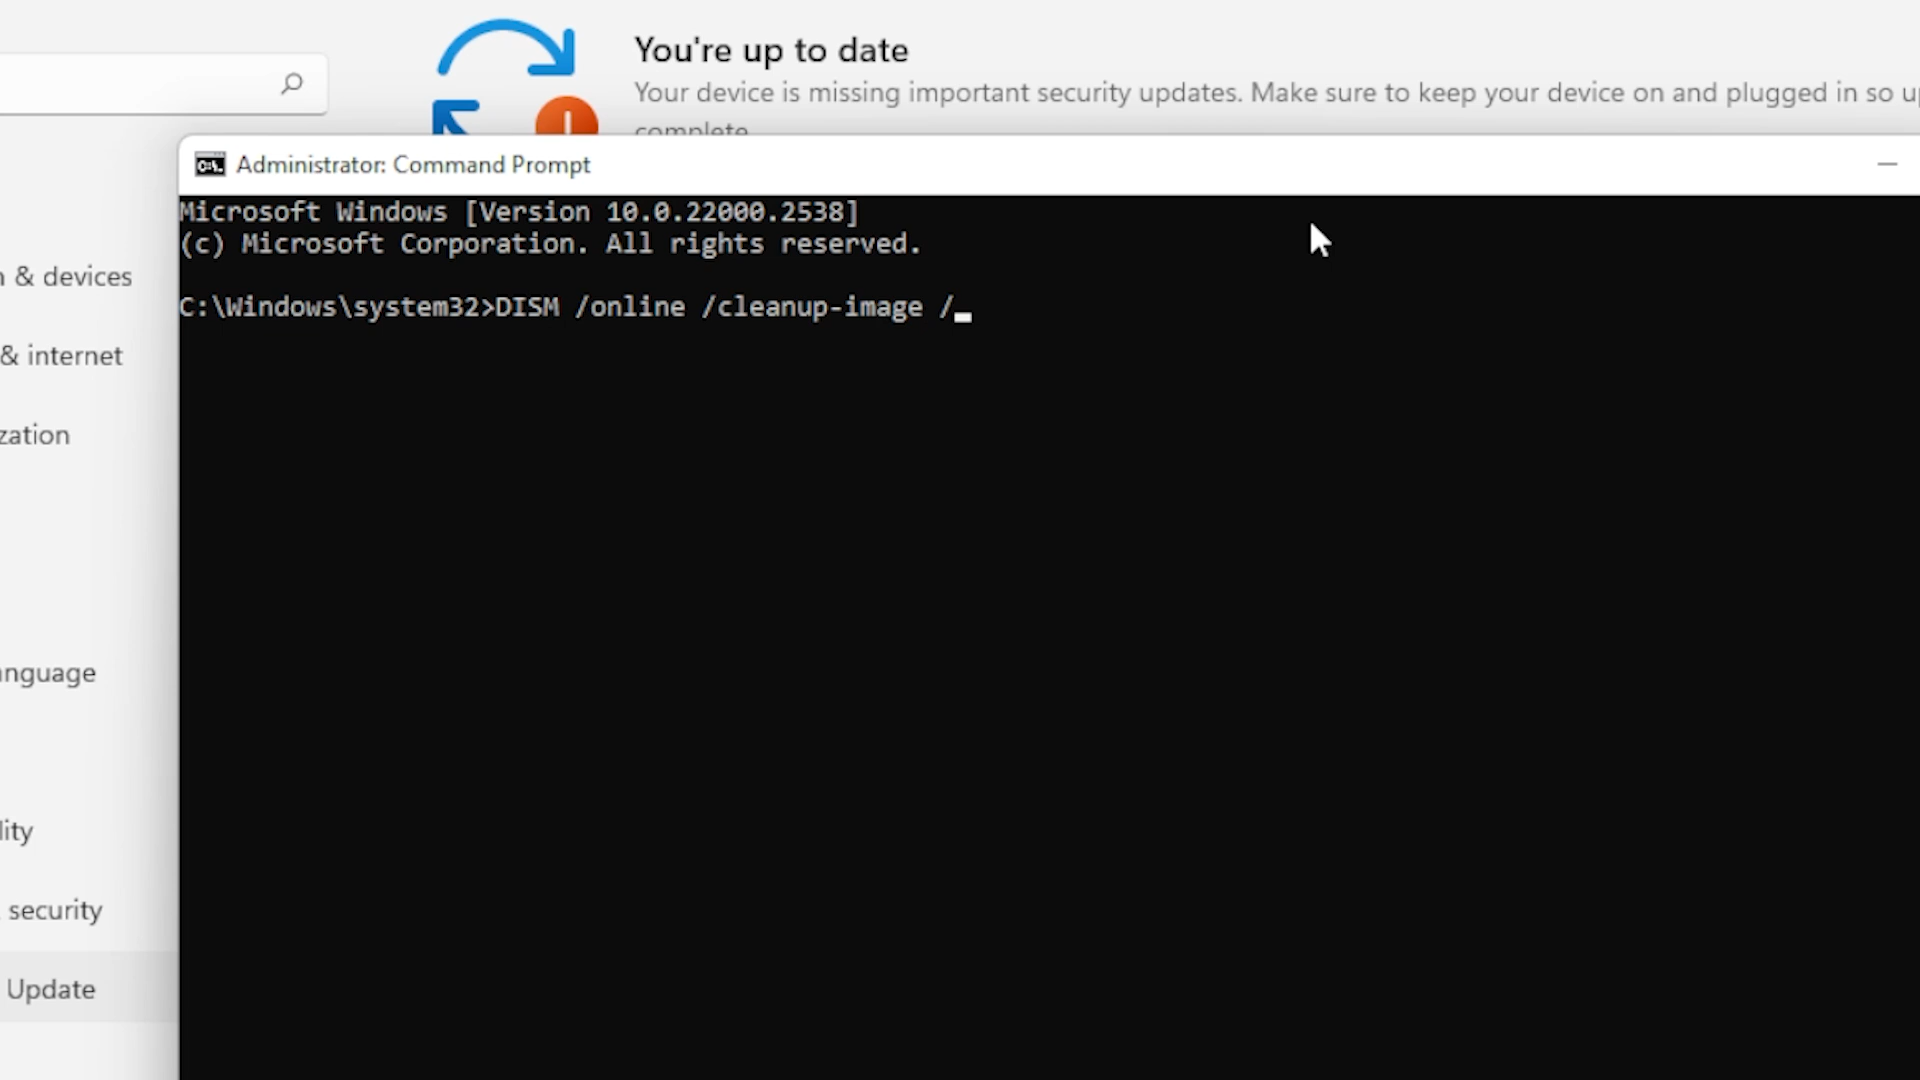 You're up to date
Your device is missing important security updates. Make sure to keep your device on and plugged in so
complete
Administrator: Command Prompt
Microsoft Windows [Version 10.0.22000.2538]
(c) Microsoft Corporation. All rights reserved.
& devices
C:\Windows\system32>DISM /online /cleanup-image /
& internet
zation
anguage
lity
security
Update